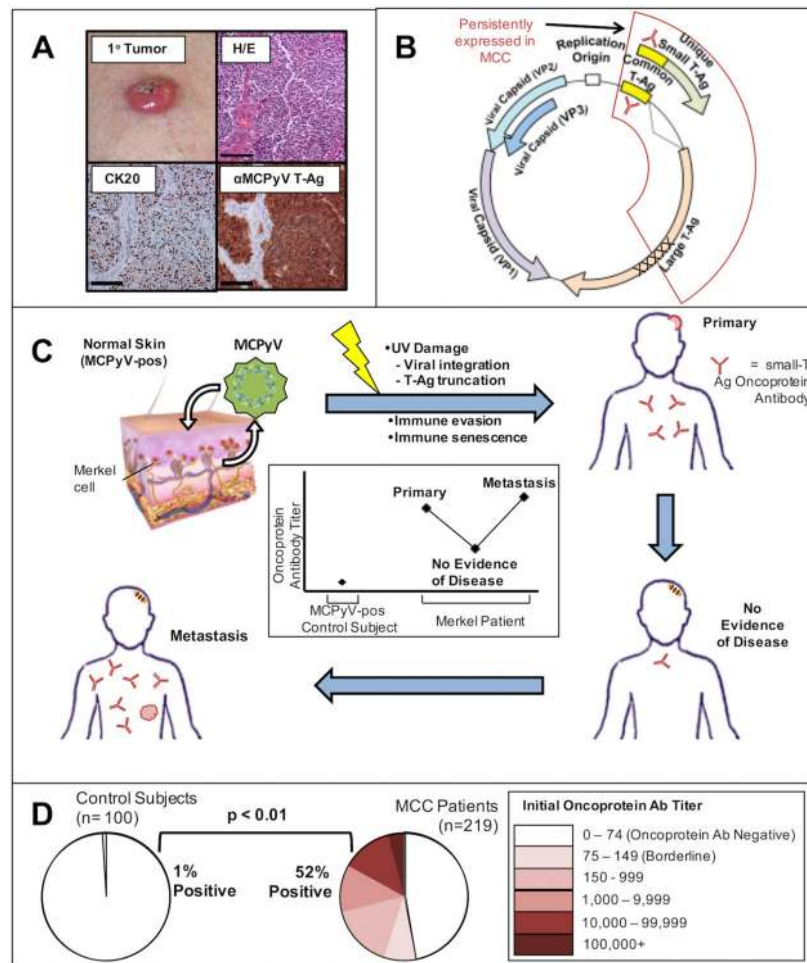 A
1º Tumor
H/E
CK20
αMCPyV T-Ag
B
Persistently
expressed in
MCC
Replication
Origin
Unique
Small T-Ag
Common
T-Ag
Viral Capsid (VP2)
Viral Capsid (VP3)
Viral Capsid (VP1)
Large T-Ag
C
Normal Skin
(MCPyV-pos)
MCPyV
Merkel
cell
•UV Damage
- Viral integration
- T-Ag truncation
•Immune evasion
•Immune senescence
Primary
= small-T
Ag Oncoprotein
Antibody
Oncoprotein
Antibody Titer
Primary
Metastasis
No Evidence
of Disease
MCPyV-pos
Control Subject
Merkel Patient
Metastasis
No
Evidence
of Disease
D
Control Subjects
(n= 100)
p < 0.01
MCC Patients
(n=219)
1%
Positive
52%
Positive
Initial Oncoprotein Ab Titer
0 – 74 (Oncoprotein Ab Negative)
75 – 149 (Borderline)
150 - 999
1,000 – 9,999
10,000 – 99,999
100,000+